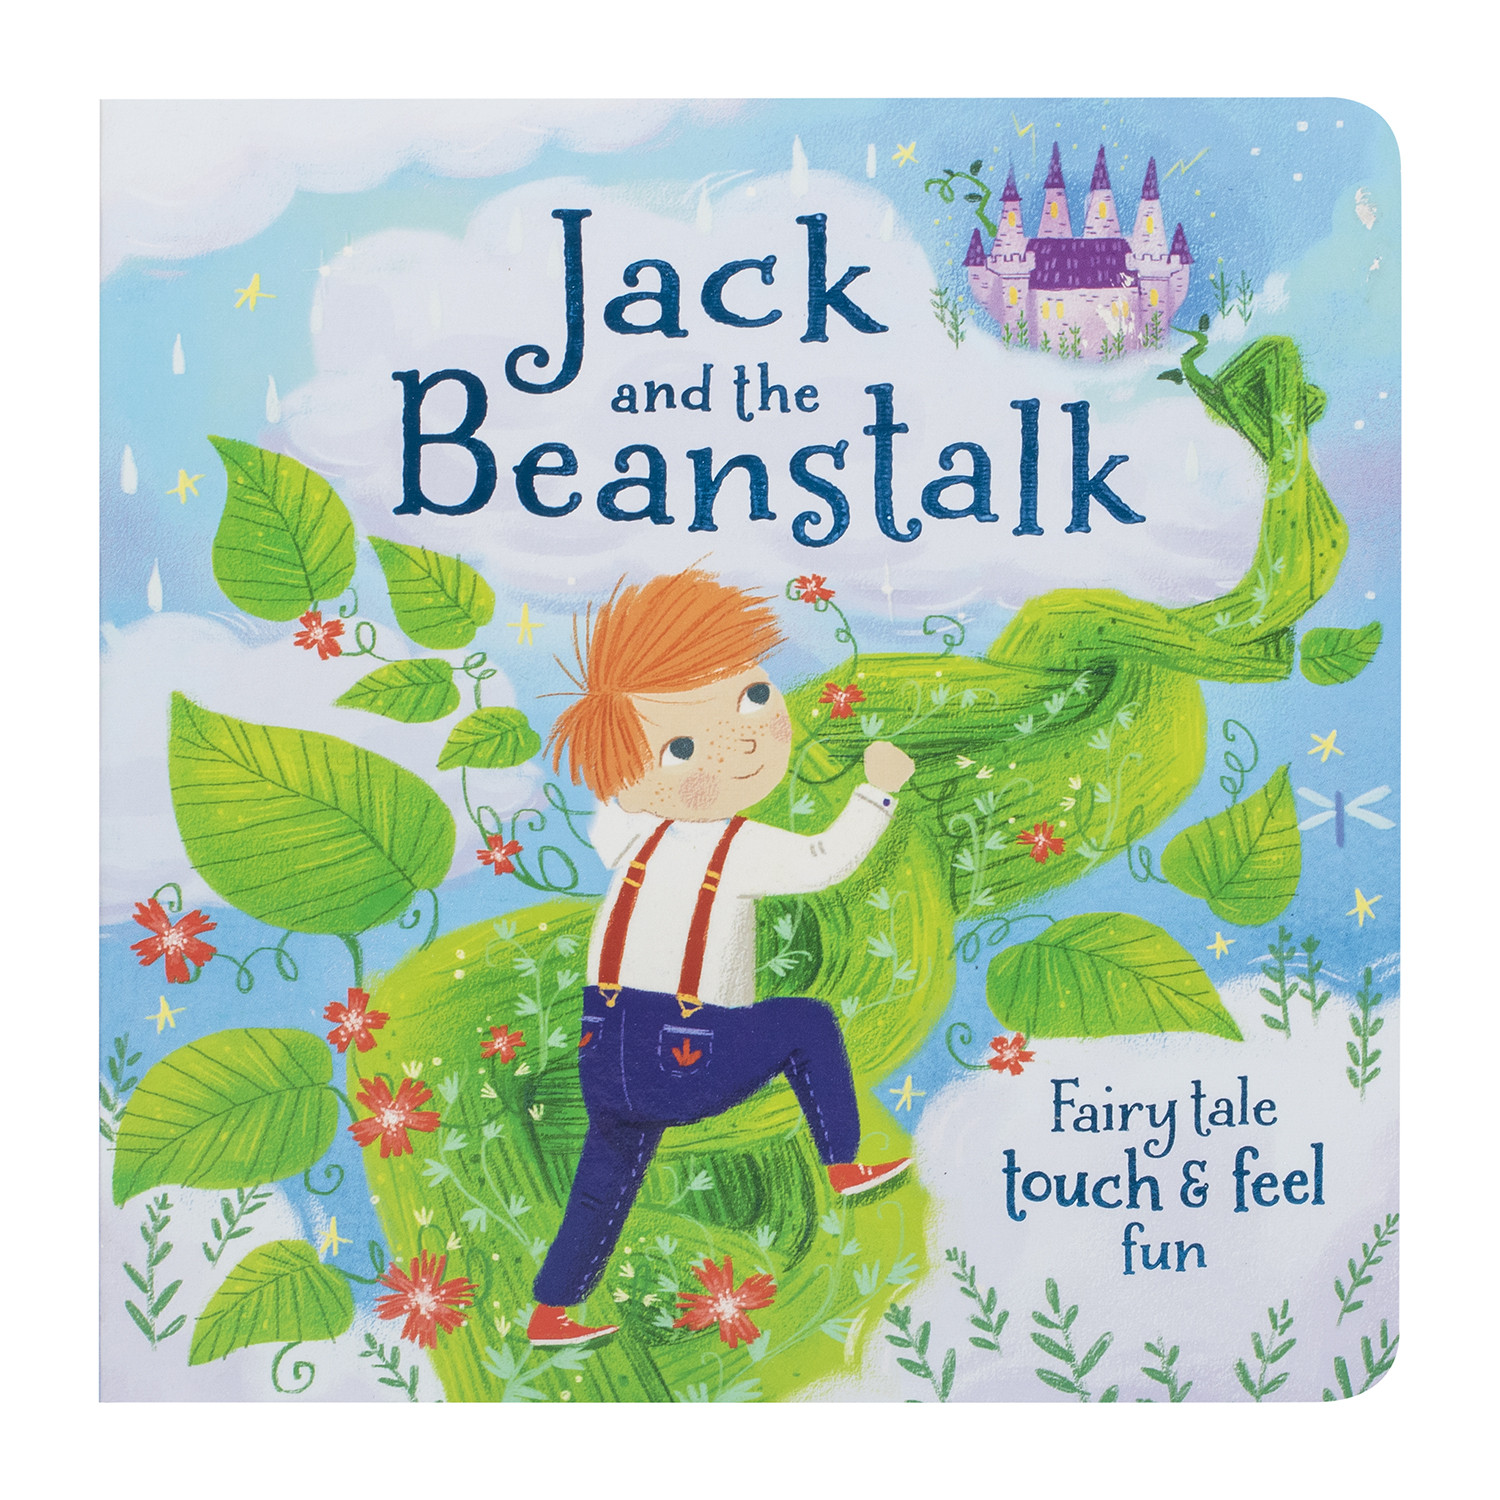 Jack
and the
Beanstalk
Fairy tale
touch & feel
fun